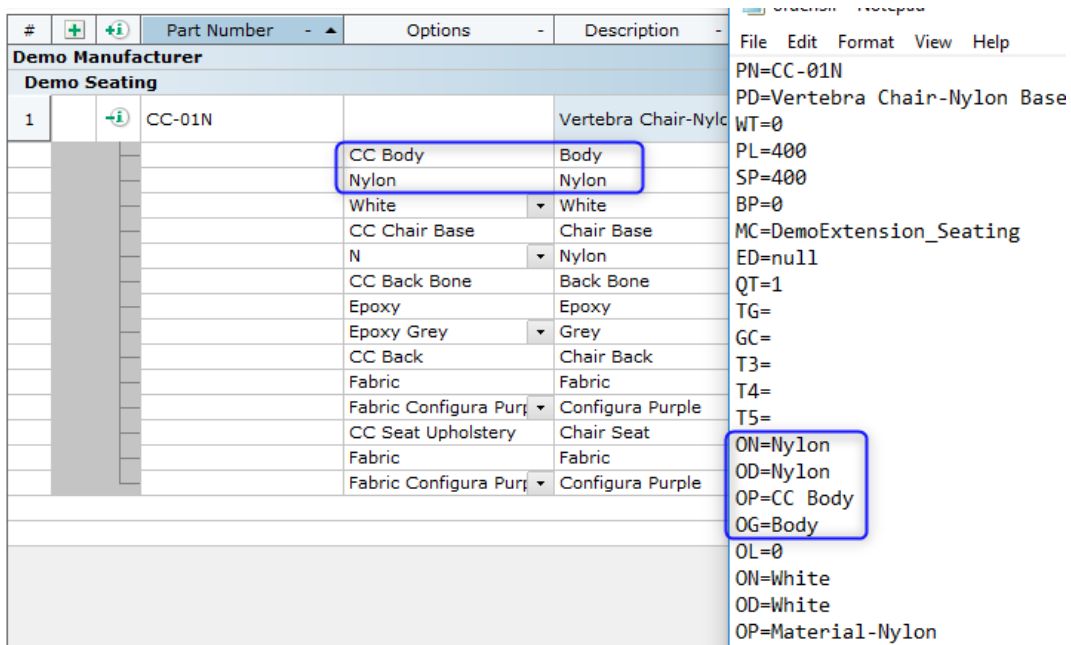 # Part Number - Options - Description -
Demo Manufacturer
Demo Seating
1 CC-01N Vertebra Chair-Nylo
CC Body Body
Nylon Nylon
White White
CC Chair Base Chair Base
N Nylon
CC Back Bone Back Bone
Epoxy Epoxy
Epoxy Grey Grey
CC Back Chair Back
Fabric Fabric
Fabric Configura Purp Configura Purple
CC Seat Upholstery Chair Seat
Fabric Fabric
Fabric Configura Purp Configura Purple
File Edit Format View Help
PN=CC-01N
PD=Vertebra Chair-Nylon Base
WT=0
PL=400
SP=400
BP=0
MC=DemoExtension_Seating
ED=null
QT=1
TG=
GC=
T3=
T4=
T5=
ON=Nylon
OD=Nylon
OP=CC Body
OG=Body
OL=0
ON=White
OD=White
OP=Material-Nylon